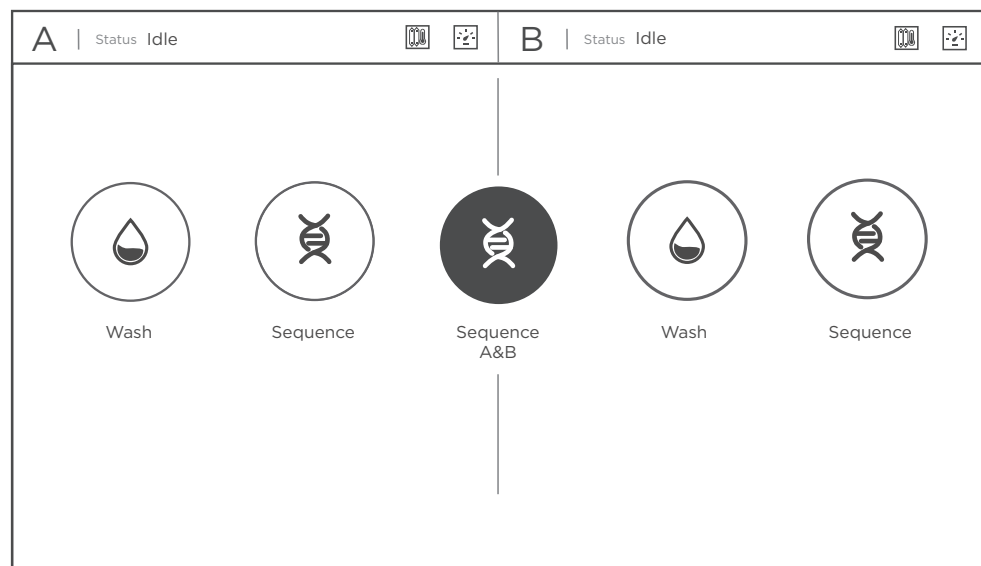 A | Status Idle
B | Status Idle
Wash
Sequence
Sequence
A&B
Wash
Sequence